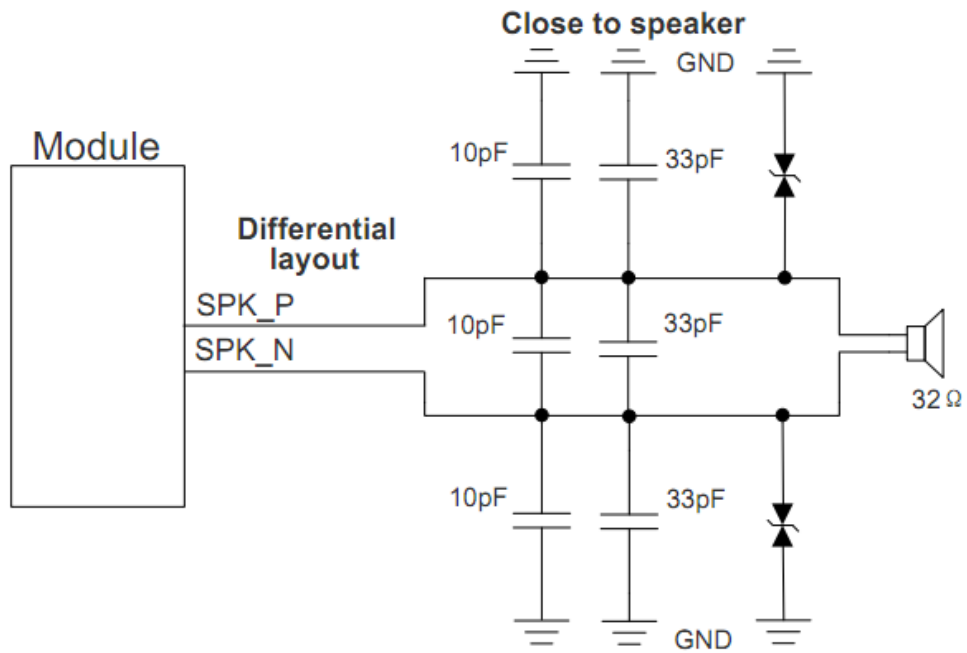 Close to speaker
GND
Module
10pF
33pF
Differential
layout
SPK_P
10pF
33pF
SPK_N
32 Ω
10pF
33pF
GND